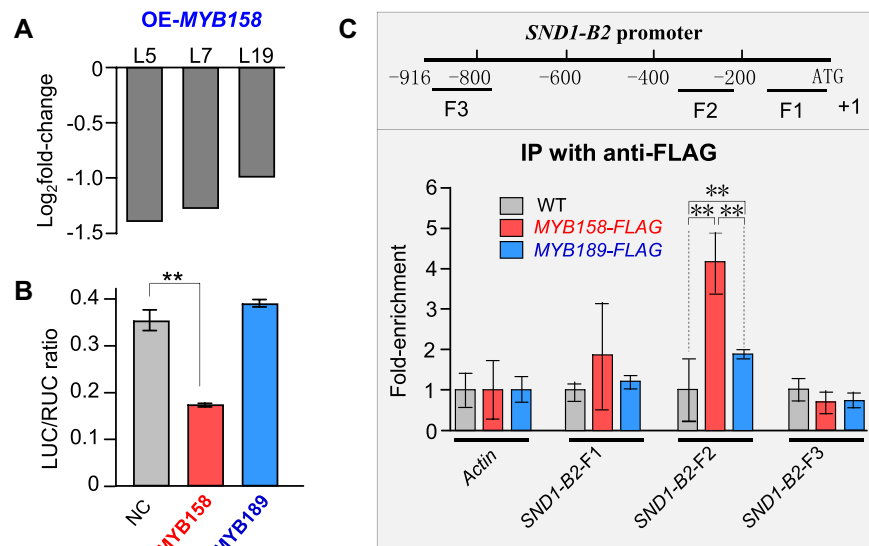 A
OE-MYB158
L5 L7 L19
0
-0.5
-1.0
-1.5
Log2fold-change
B
**
0.4
0.3
0.2
0.1
0
LUC/RUC ratio
NC
MYB158
MYB189
C
SND1-B2 promoter
-916 -800 -600 -400 -200 ATG
F3 F2 F1 +1
IP with anti-FLAG
6
5
4
3
2
1
0
Fold-enrichment
WT
MYB158-FLAG
MYB189-FLAG
**
** **
Actin
SND1-B2-F1
SND1-B2-F2
SND1-B2-F3